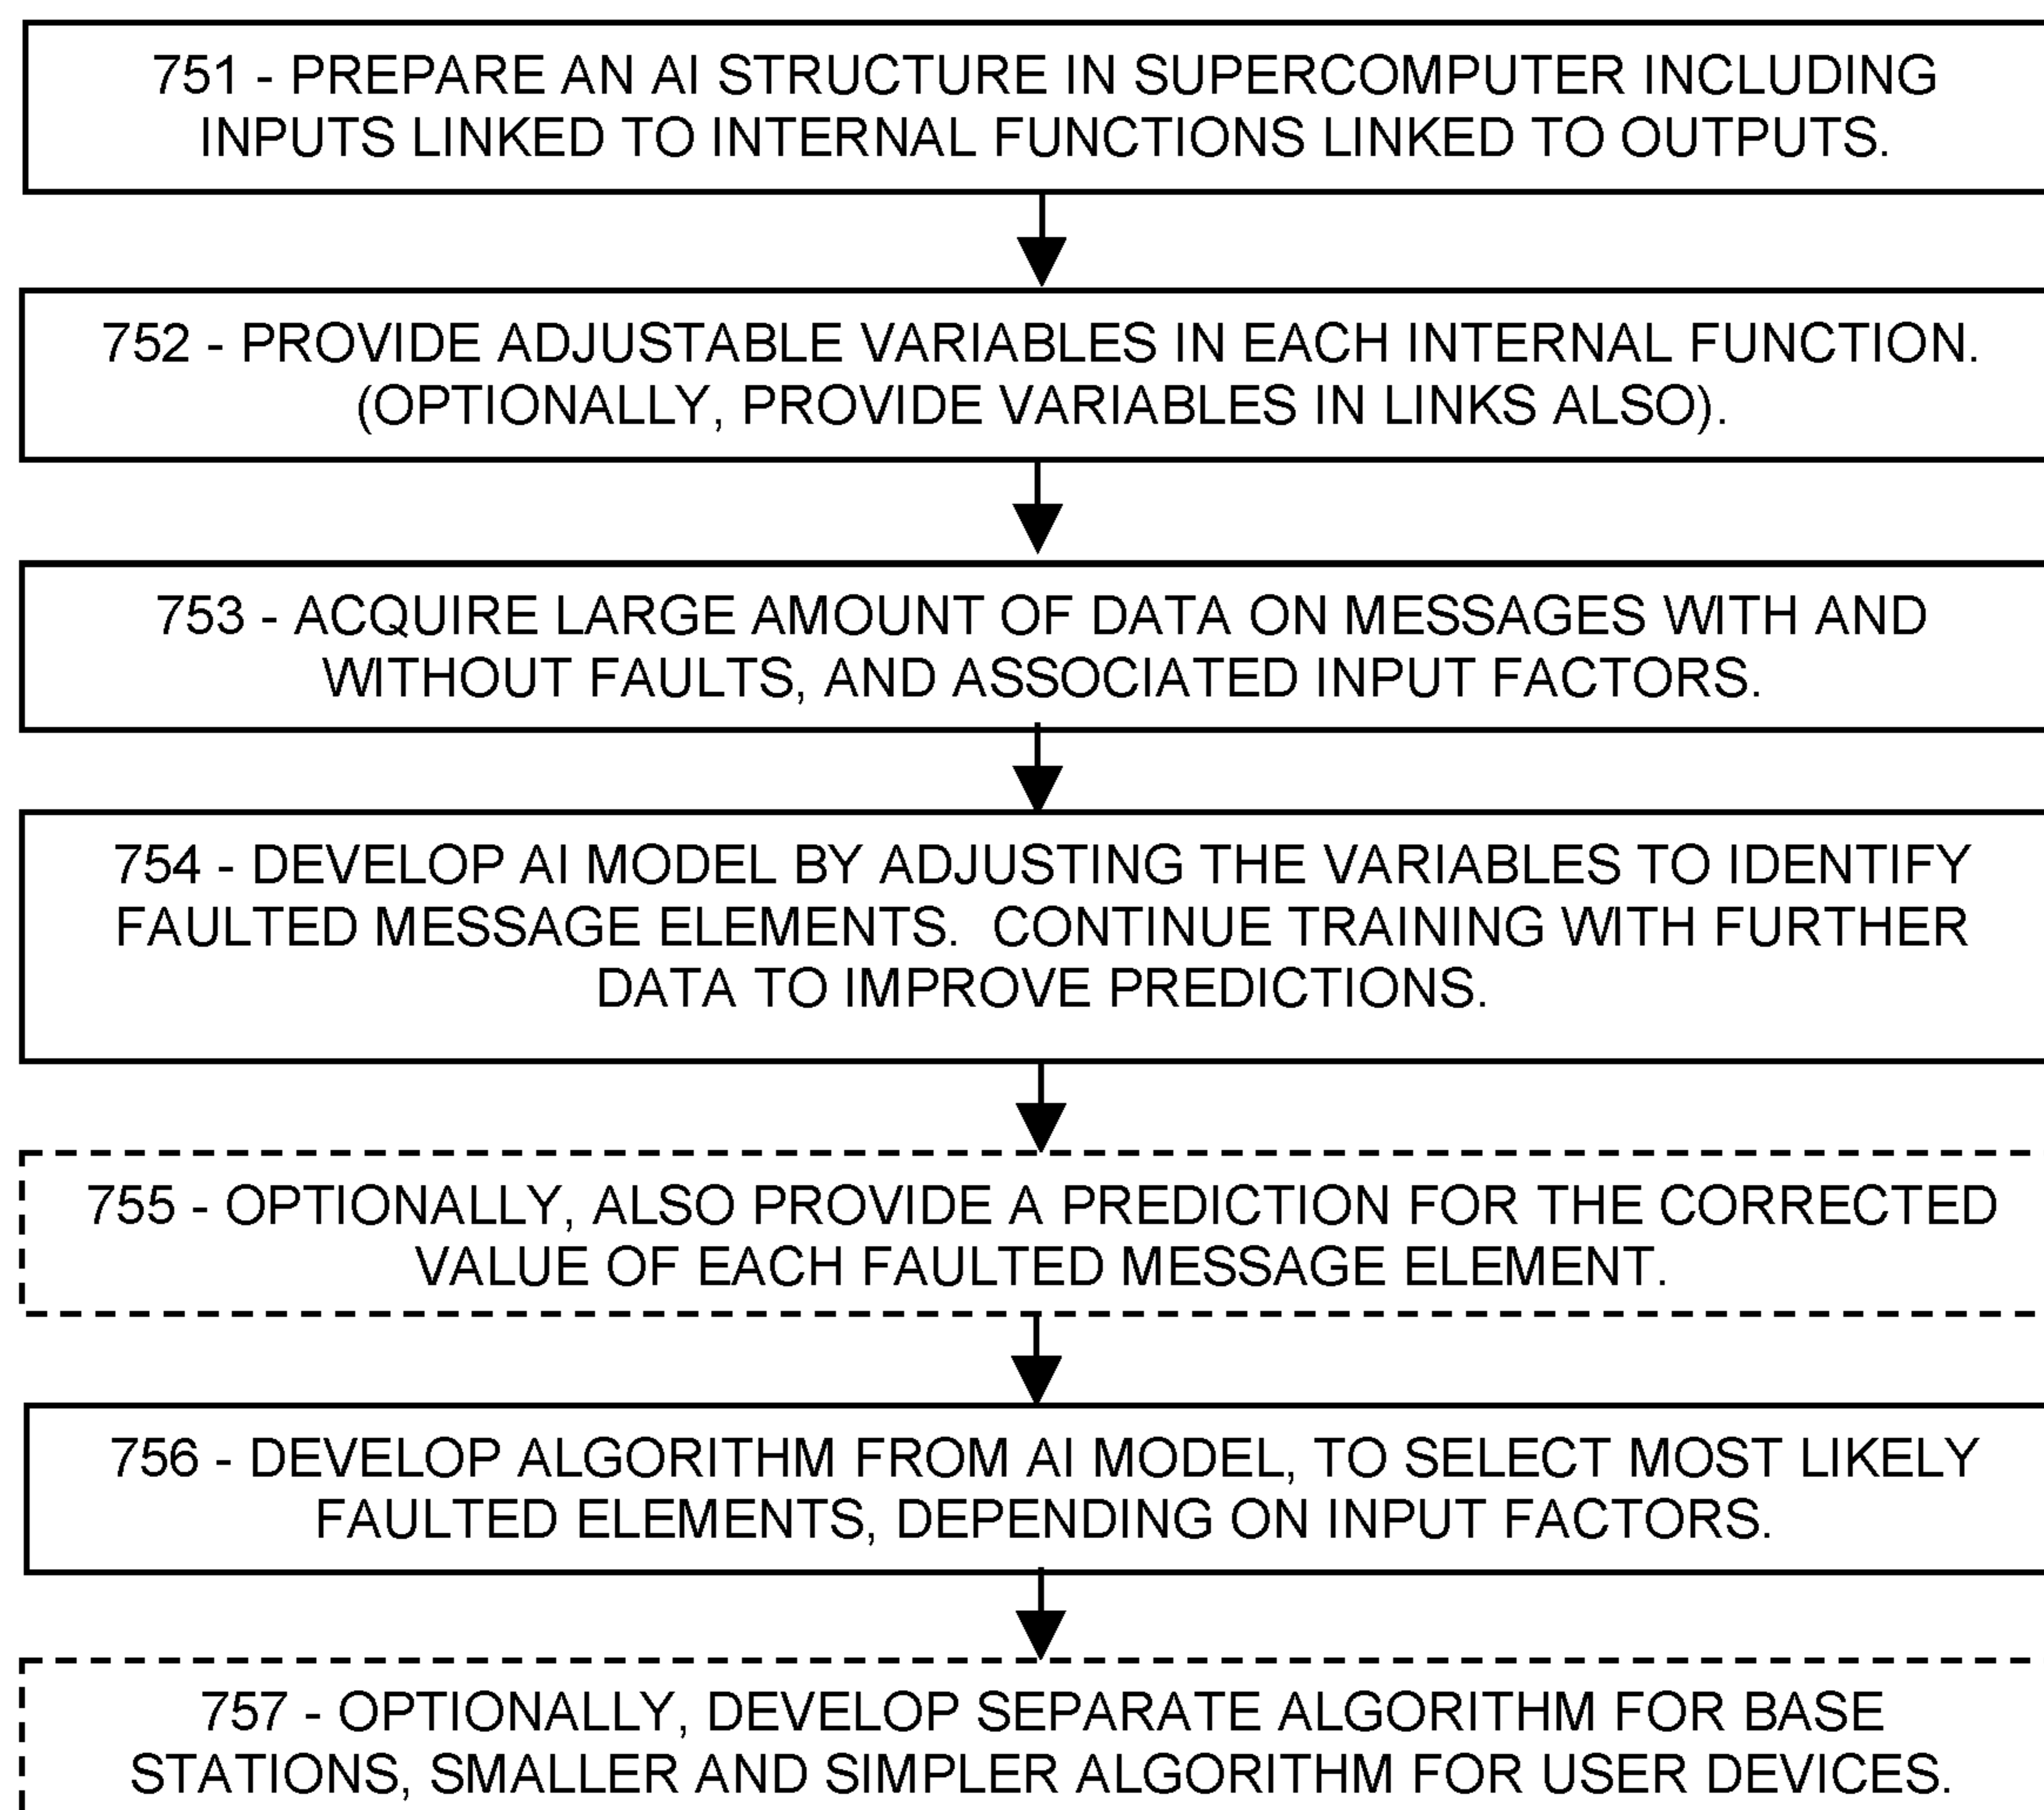 751 - PREPARE AN AI STRUCTURE IN SUPERCOMPUTER INCLUDING
INPUTS LINKED TO INTERNAL FUNCTIONS LINKED TO OUTPUTS.
752 - PROVIDE ADJUSTABLE VARIABLES IN EACH INTERNAL FUNCTION.
(OPTIONALLY, PROVIDE VARIABLES IN LINKS ALSO).
753 - ACQUIRE LARGE AMOUNT OF DATA ON MESSAGES WITH AND
WITHOUT FAULTS, AND ASSOCIATED INPUT FACTORS.
754 - DEVELOP AI MODEL BY ADJUSTING THE VARIABLES TO IDENTIFY
FAULTED MESSAGE ELEMENTS.  CONTINUE TRAINING WITH FURTHER
DATA TO IMPROVE PREDICTIONS.
755 - OPTIONALLY, ALSO PROVIDE A PREDICTION FOR THE CORRECTED
VALUE OF EACH FAULTED MESSAGE ELEMENT.
756 - DEVELOP ALGORITHM FROM AI MODEL, TO SELECT MOST LIKELY
FAULTED ELEMENTS, DEPENDING ON INPUT FACTORS.
757 - OPTIONALLY, DEVELOP SEPARATE ALGORITHM FOR BASE
STATIONS, SMALLER AND SIMPLER ALGORITHM FOR USER DEVICES.